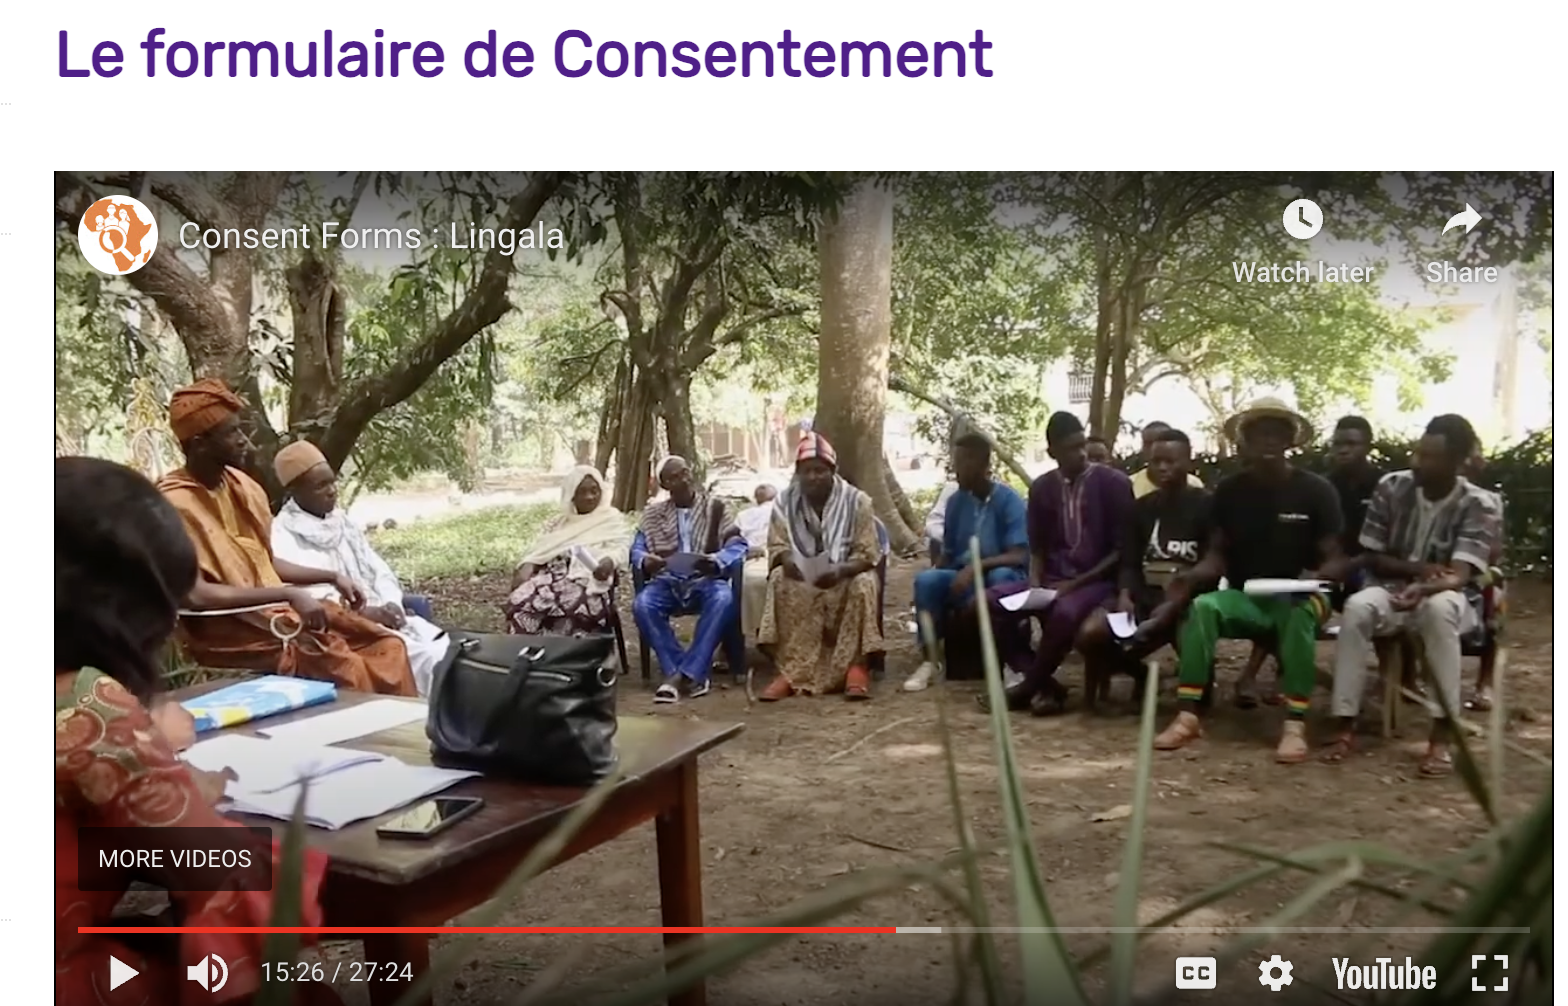 Le formulaire de Consentement
Consent Forms : Lingala
Watch later
Share
MORE VIDEOS
15:26 / 27:24
CC
YouTube